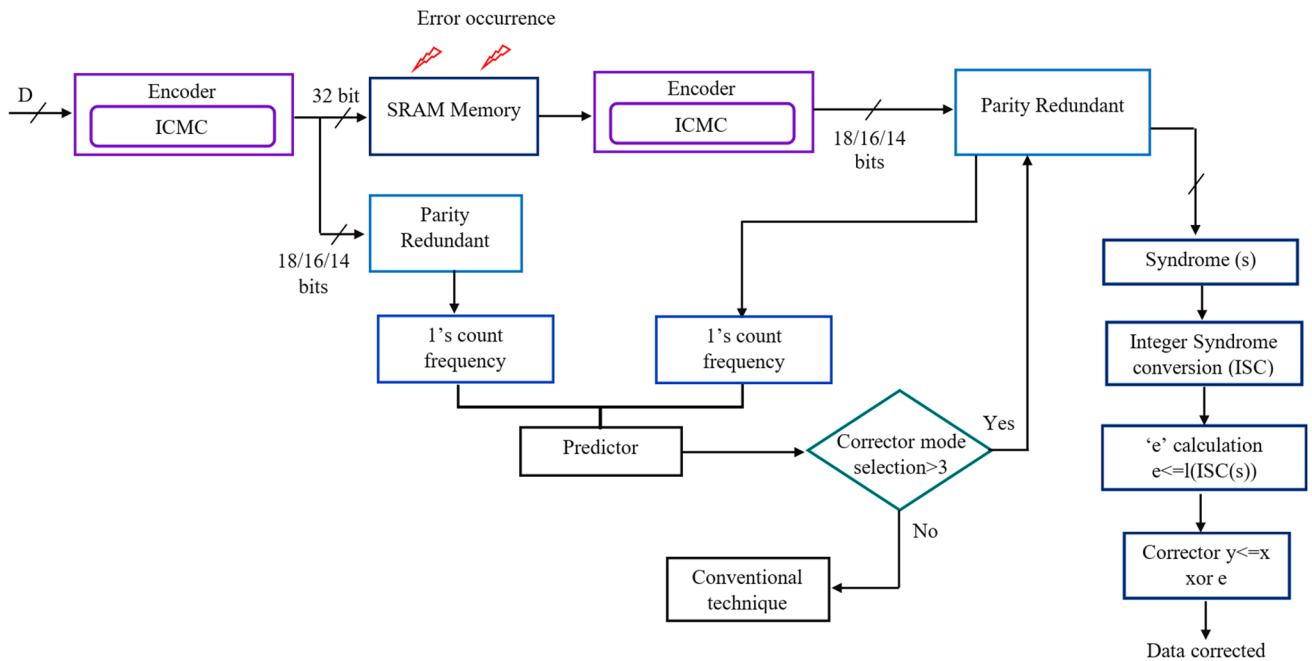 Error occurrence
D
Encoder
ICMC
32 bit
SRAM Memory
Encoder
ICMC
18/16/14
bits
Parity Redundant
Parity
Redundant
18/16/14
bits
1’s count
frequency
1’s count
frequency
Predictor
Corrector mode
selection>3
Yes
No
Conventional
technique
Syndrome (s)
Integer Syndrome
conversion (ISC)
‘e’ calculation
e<=l(ISC(s))
Corrector y<=x
xor e
Data corrected